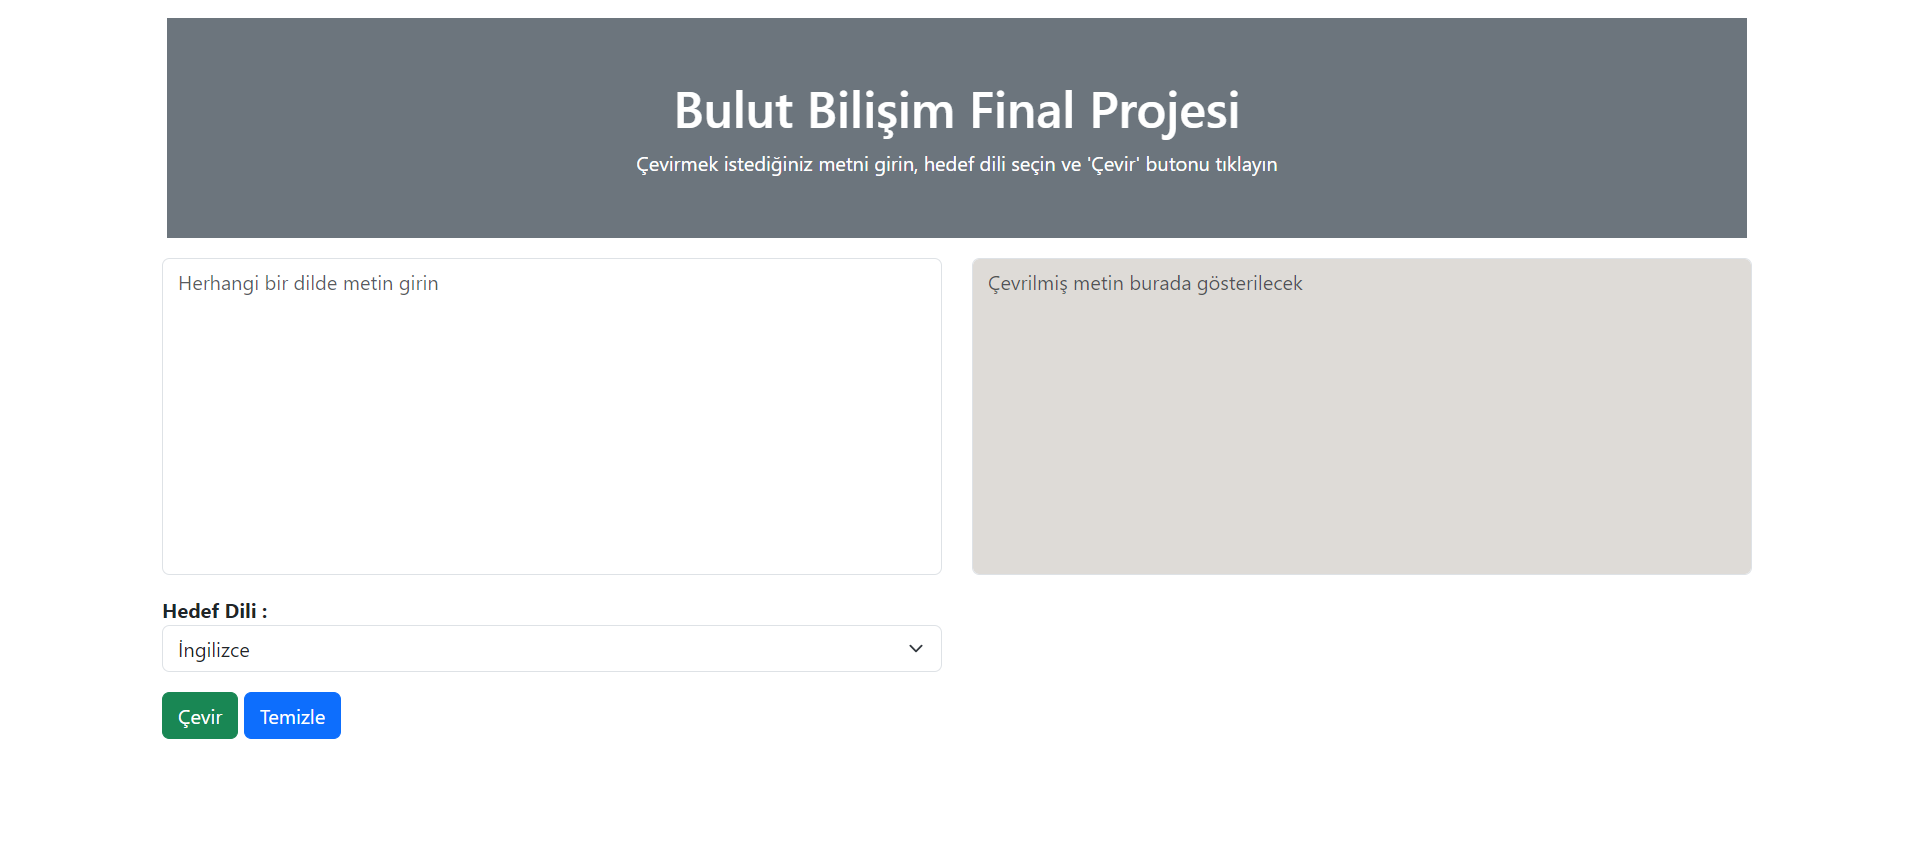 Bulut Bilişim Final Projesi
Çevirmek istediğiniz metni girin, hedef dili seçin ve 'Çevir' butonu tıklayın
Herhangi bir dilde metin girin
Çevrilmiş metin burada gösterilecek
Hedef Dili :
İngilizce
Çevir
Temizle